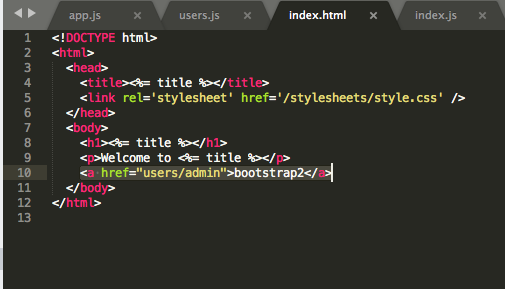 app.js users.js index.html index.js
1 <!DOCTYPE html>
2 <html>
3 <head>
4 <title><%= title %></title>
5 <link rel='stylesheet' href='/stylesheets/style.css' />
6 </head>
7 <body>
8 <h1><%= title %></h1>
9 <p>Welcome to <%= title %></p>
10 <a href="users/admin">bootstrap2</a>
11 </body>
12 </html>
13